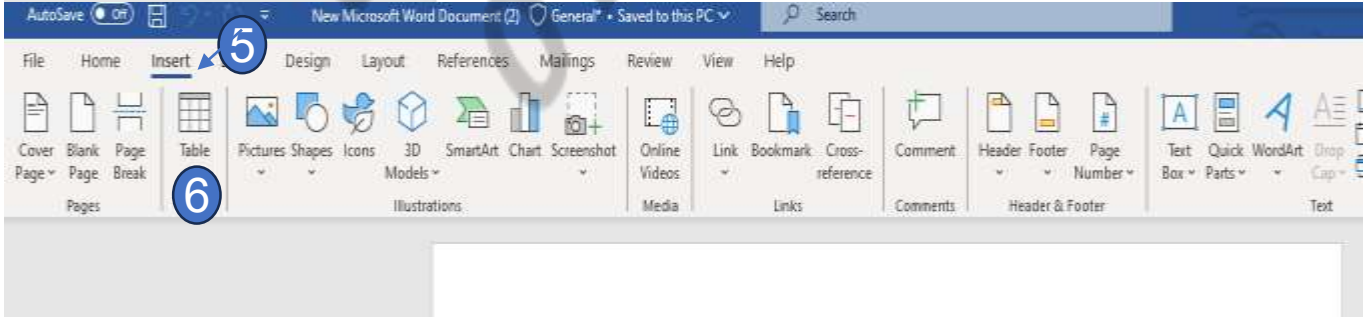 AutoSave Off New Microsoft Word Document (2) General* • Saved to this PC Search
5
File Home Insert Design Layout References Mailings Review View Help
Cover Blank Page Table Pictures Shapes Icons 3D SmartArt Chart Screenshot Online Link Bookmark Cross- Comment Header Footer Page Text Quick WordArt Drop
Page Page Break Models Videos reference Number Box Parts Cap
6
Pages Illustrations Media Links Comments Header & Footer Text